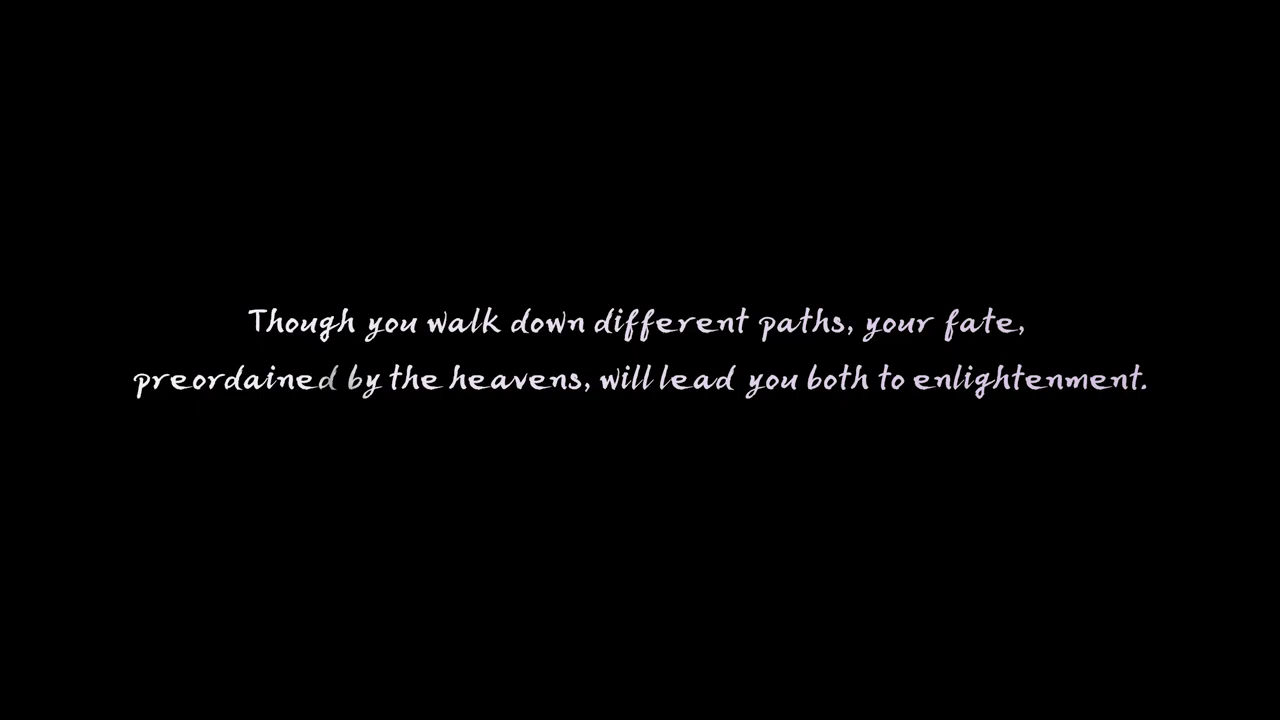 Though you walk down different paths, your fate,
preordained by the heavens, will lead you both to enlightenment.